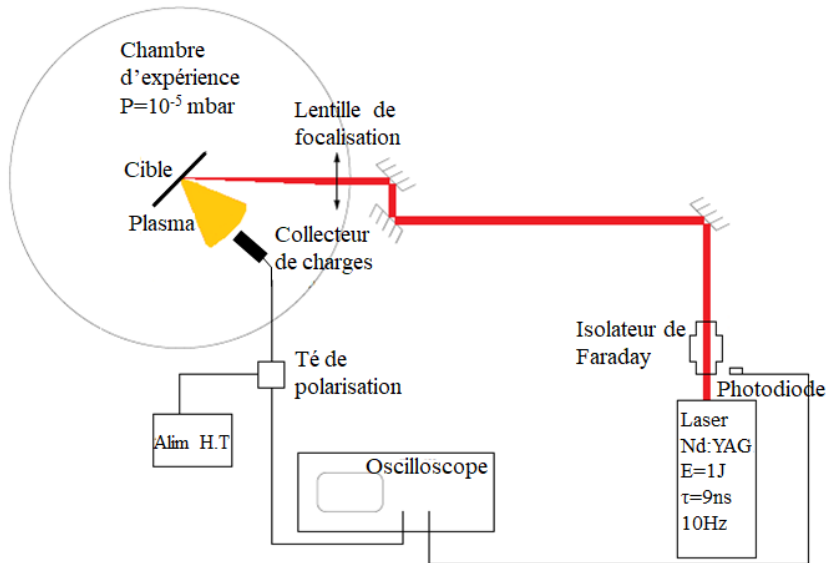 Chambre
d'expérience
P=10⁻⁵ mbar
Lentille de
focalisation
Cible
Plasma
Collecteur
de charges
Isolateur de
Faraday
Té de
polarisation
Photodiode
Alim H.T
Oscilloscope
Laser
Nd:YAG
E=1J
τ=9ns
10Hz